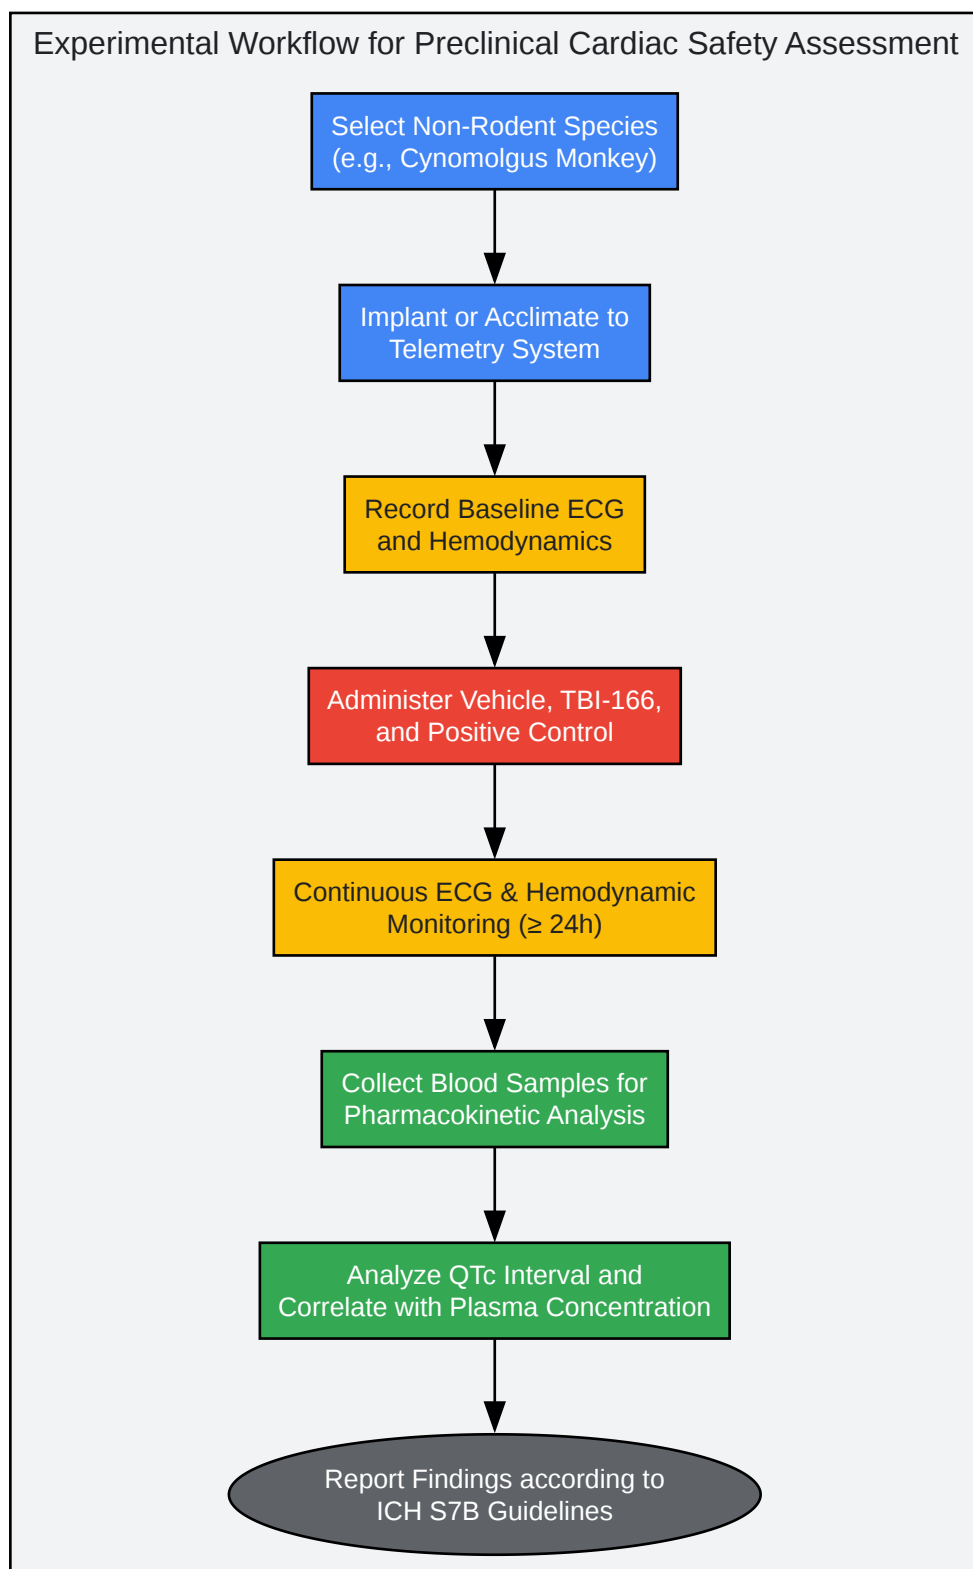 Experimental Workflow for Preclinical Cardiac Safety Assessment
Select Non-Rodent Species
(e.g., Cynomolgus Monkey)
Implant or Acclimate to
Telemetry System
Record Baseline ECG
and Hemodynamics
Administer Vehicle, TBI-166,
and Positive Control
Continuous ECG & Hemodynamic
Monitoring (≥ 24h)
Collect Blood Samples for
Pharmacokinetic Analysis
Analyze QTc Interval and
Correlate with Plasma Concentration
Report Findings according to
ICH S7B Guidelines